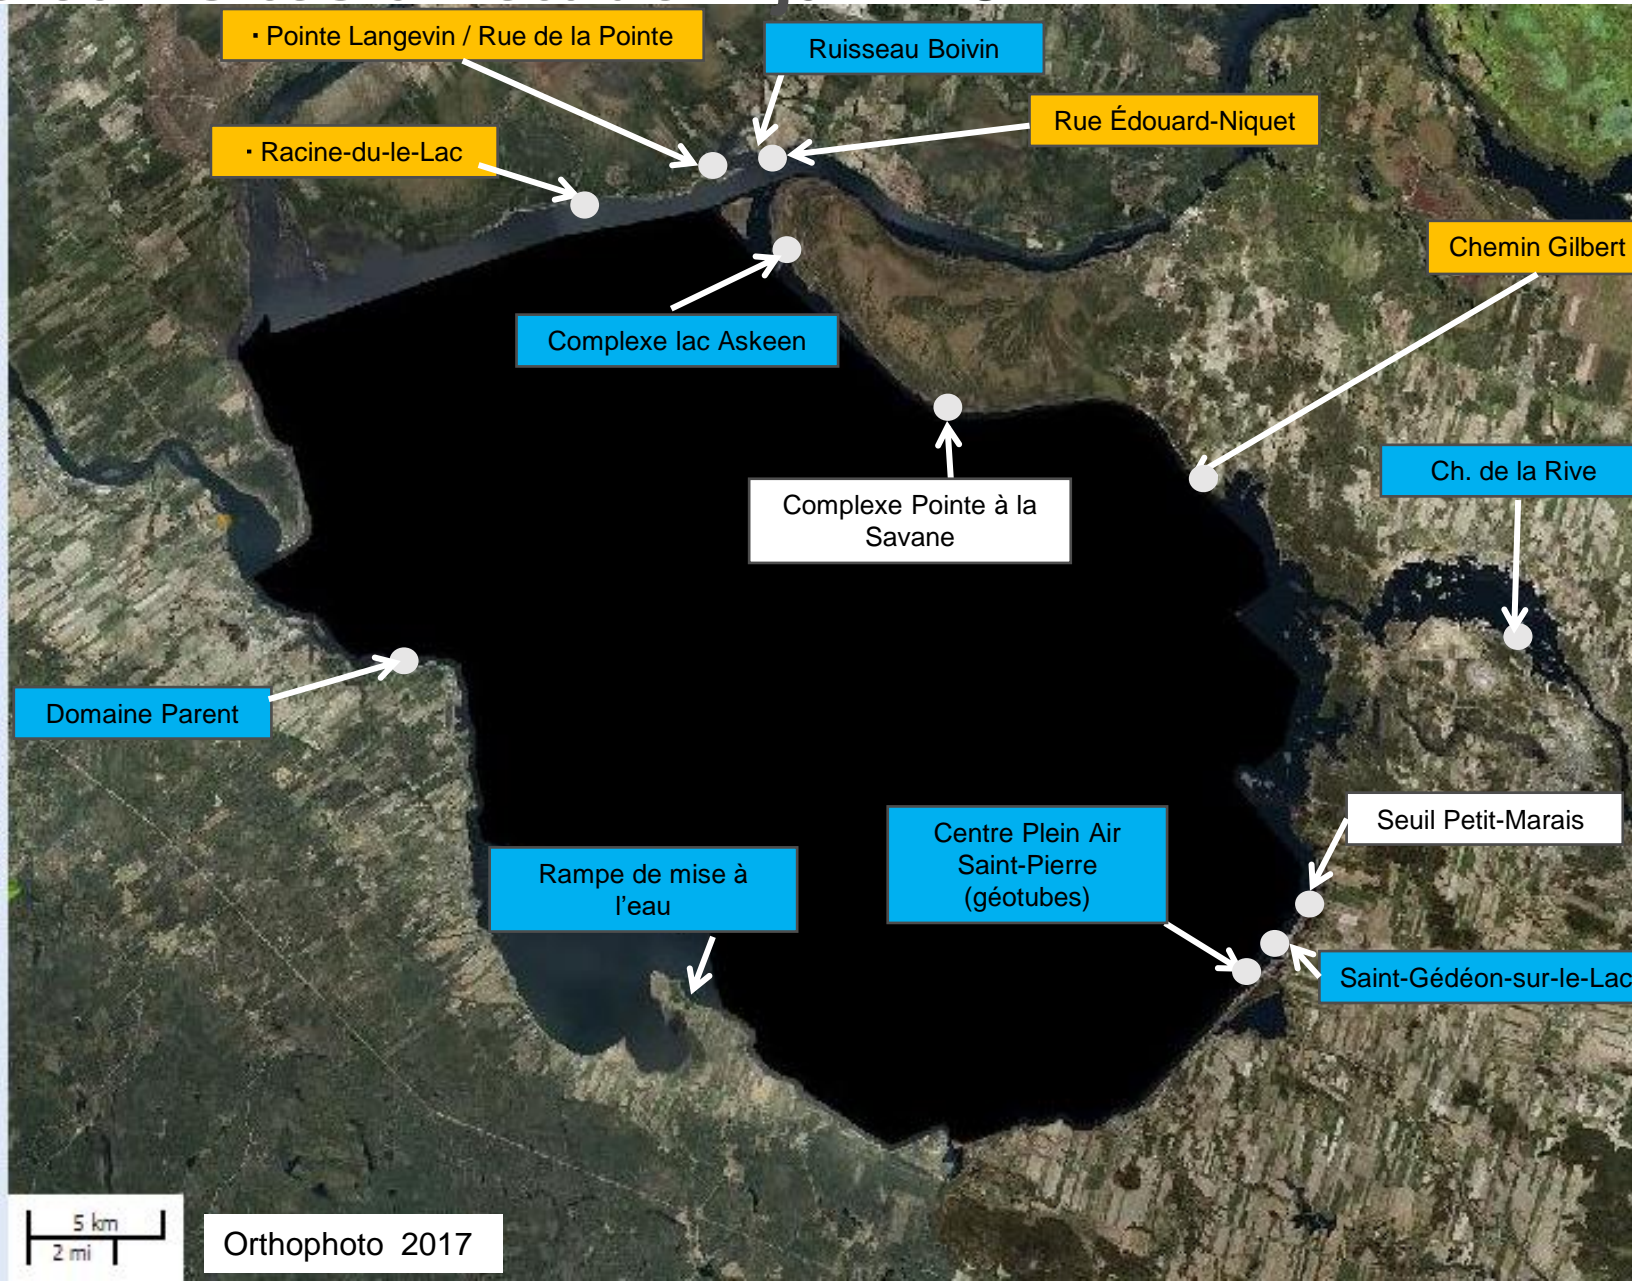 · Pointe Langevin / Rue de la Pointe
Ruisseau Boivin
Rue Édouard-Niquet
· Racine-du-le-Lac
Chemin Gilbert
Complexe lac Askeen
Ch. de la Rive
Complexe Pointe à la
Savane
Domaine Parent
Seuil Petit-Marais
Centre Plein Air
Saint-Pierre
(géotubes)
Rampe de mise à
l'eau
Saint-Gédéon-sur-le-Lac
5 km
2 mi
Orthophoto 2017